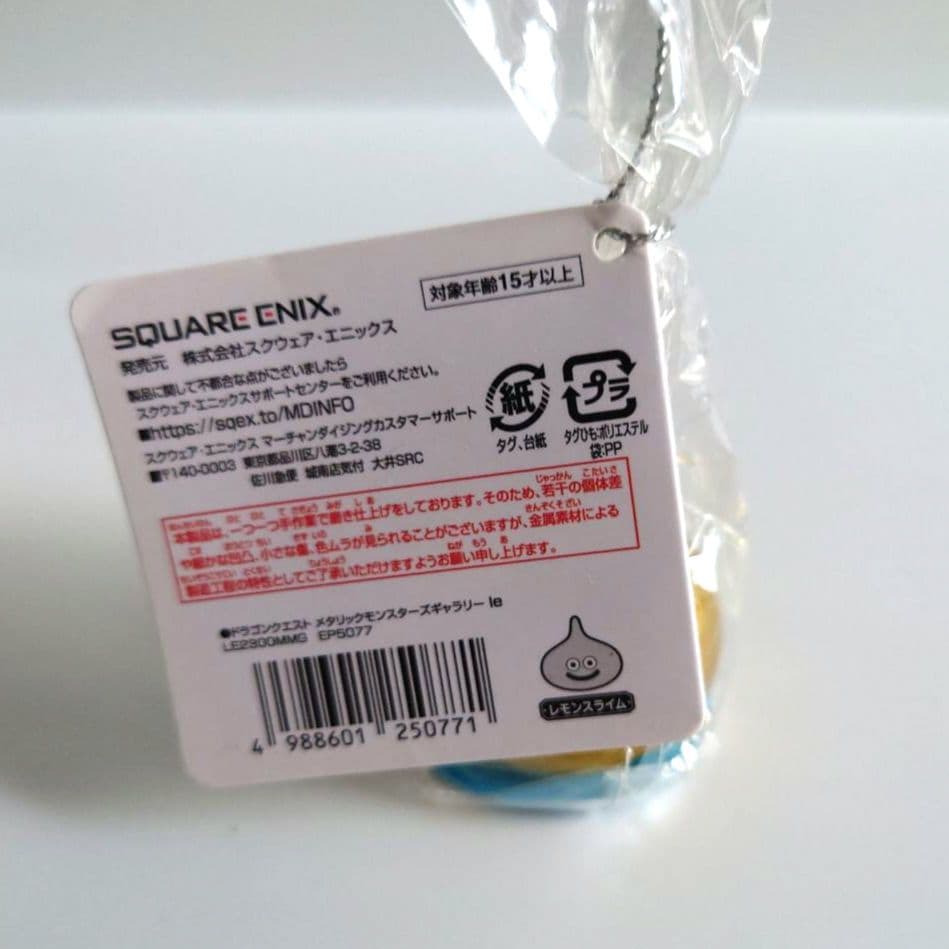 対象年齢15才以上
SQUARE ENIX®
発売元 株式会社スクウェア・エニックス
製品に関して不都合な点がございましたら
スクウェア・エニックスサポートセンターをご利用ください。
■https://sqex.to/MDINFO
スクウェア・エニックス マーチャンダイジングカスタマーサポート
■〒140-0003 東京都品川区八潮3-2-38
佐川急便 城南店気付 大井SRC
紙
タグ、台紙
プラ
タグひも:ポリエステル
袋:PP
本製品は、一つ一つ手作業で磨き仕上げをしております。そのため、若干の個体差
や細かな凹凸、小さな傷、色ムラが見られることがございますが、金属素材による
製造工程の特性としてご了承いただけますようお願い申し上げます。
●ドラゴンクエスト メタリックモンスターズギャラリー le
LE2300MMG EP5077
4 988601 250771
レモンスライム